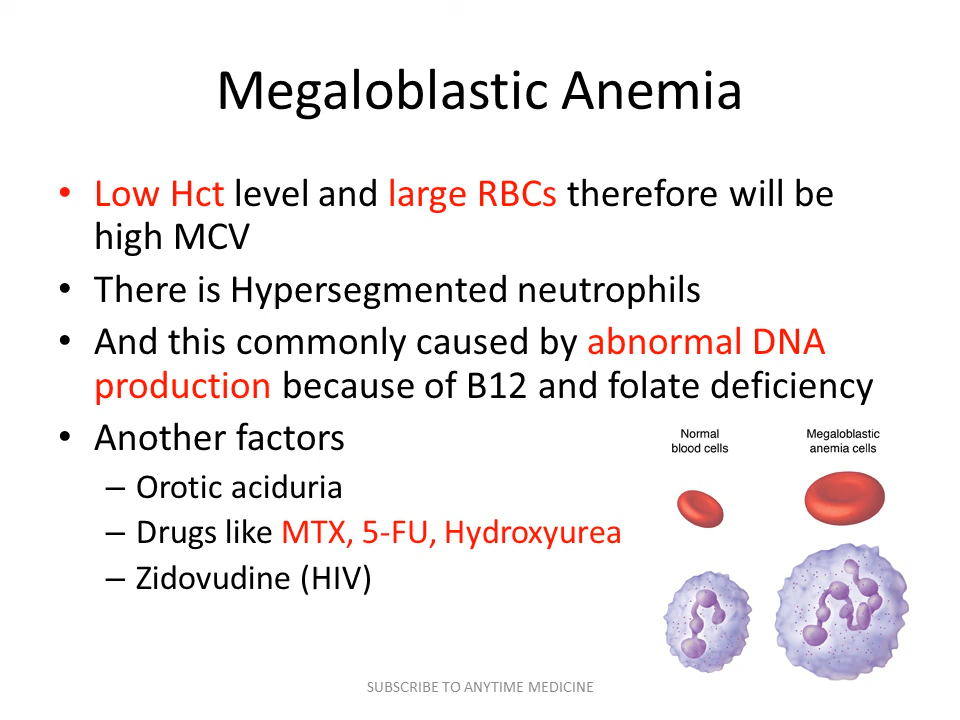 Megaloblastic Anemia
• Low Hct level and large RBCs therefore will be
high MCV
• There is Hypersegmented neutrophils
• And this commonly caused by abnormal DNA
production because of B12 and folate deficiency
• Another factors
– Orotic aciduria
– Drugs like MTX, 5-FU, Hydroxyurea
– Zidovudine (HIV)
Normal
blood cells
Megaloblastic
anemia cells
SUBSCRIBE TO ANYTIME MEDICINE